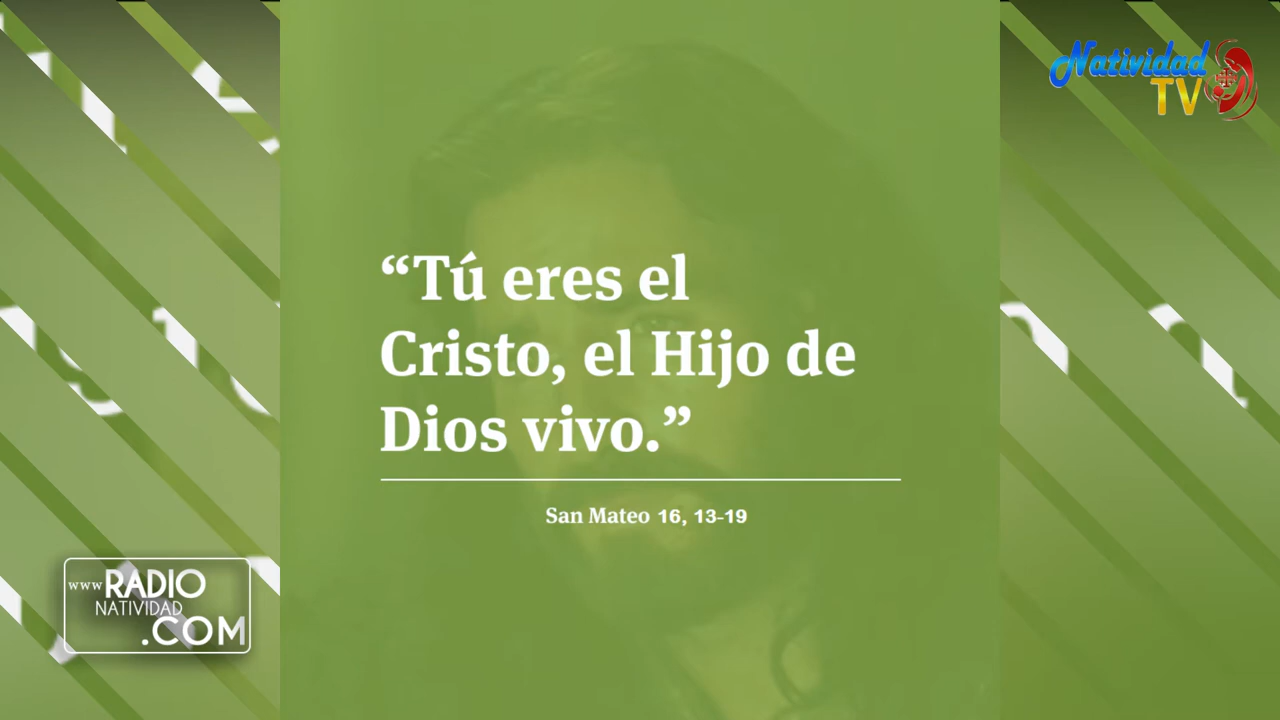 Natividad
TV
“Tú eres el
Cristo, el Hijo de
Dios vivo.”
San Mateo 16, 13-19
www RADIO
NATIVIDAD
.COM